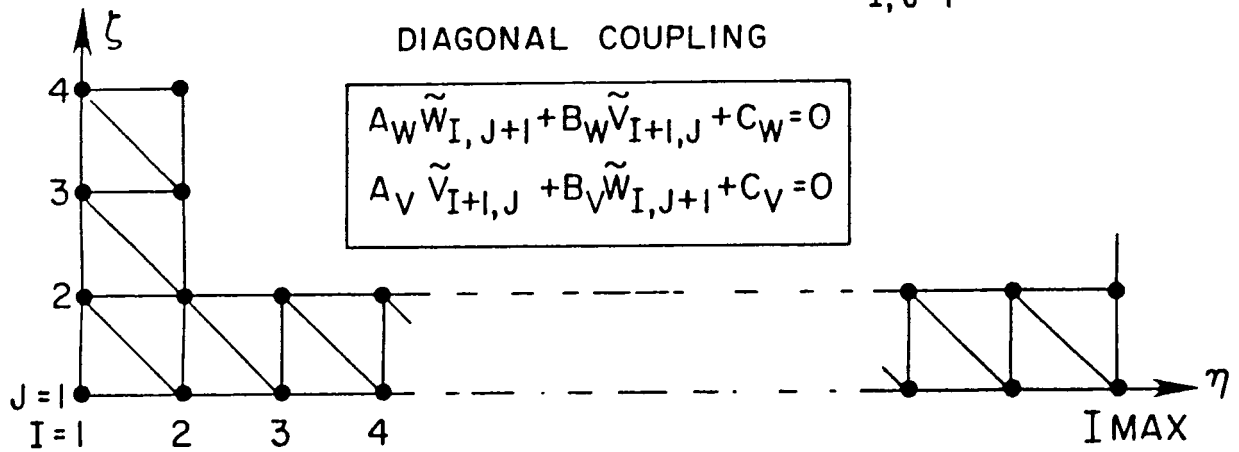 ζ
DIAGONAL COUPLING
4
A_W W̃_{I, J+1} + B_W Ṽ_{I+1, J} + C_W = 0
3
A_V Ṽ_{I+1, J} + B_V W̃_{I, J+1} + C_V = 0
2
J = 1
η
I = 1 2 3 4 I MAX